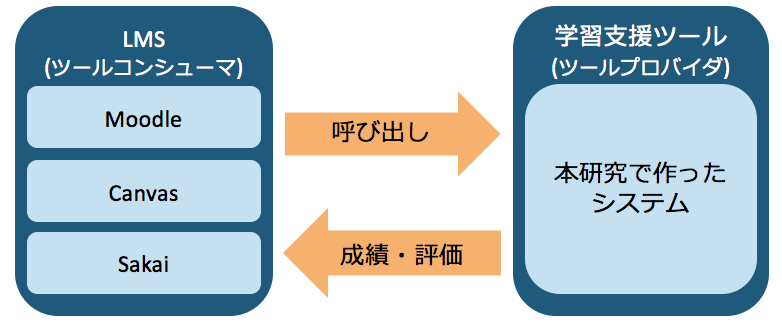 LMS
(ツールコンシューマ)
Moodle
Canvas
Sakai
呼び出し
成績・評価
学習支援ツール
(ツールプロバイダ)
本研究で作った
システム